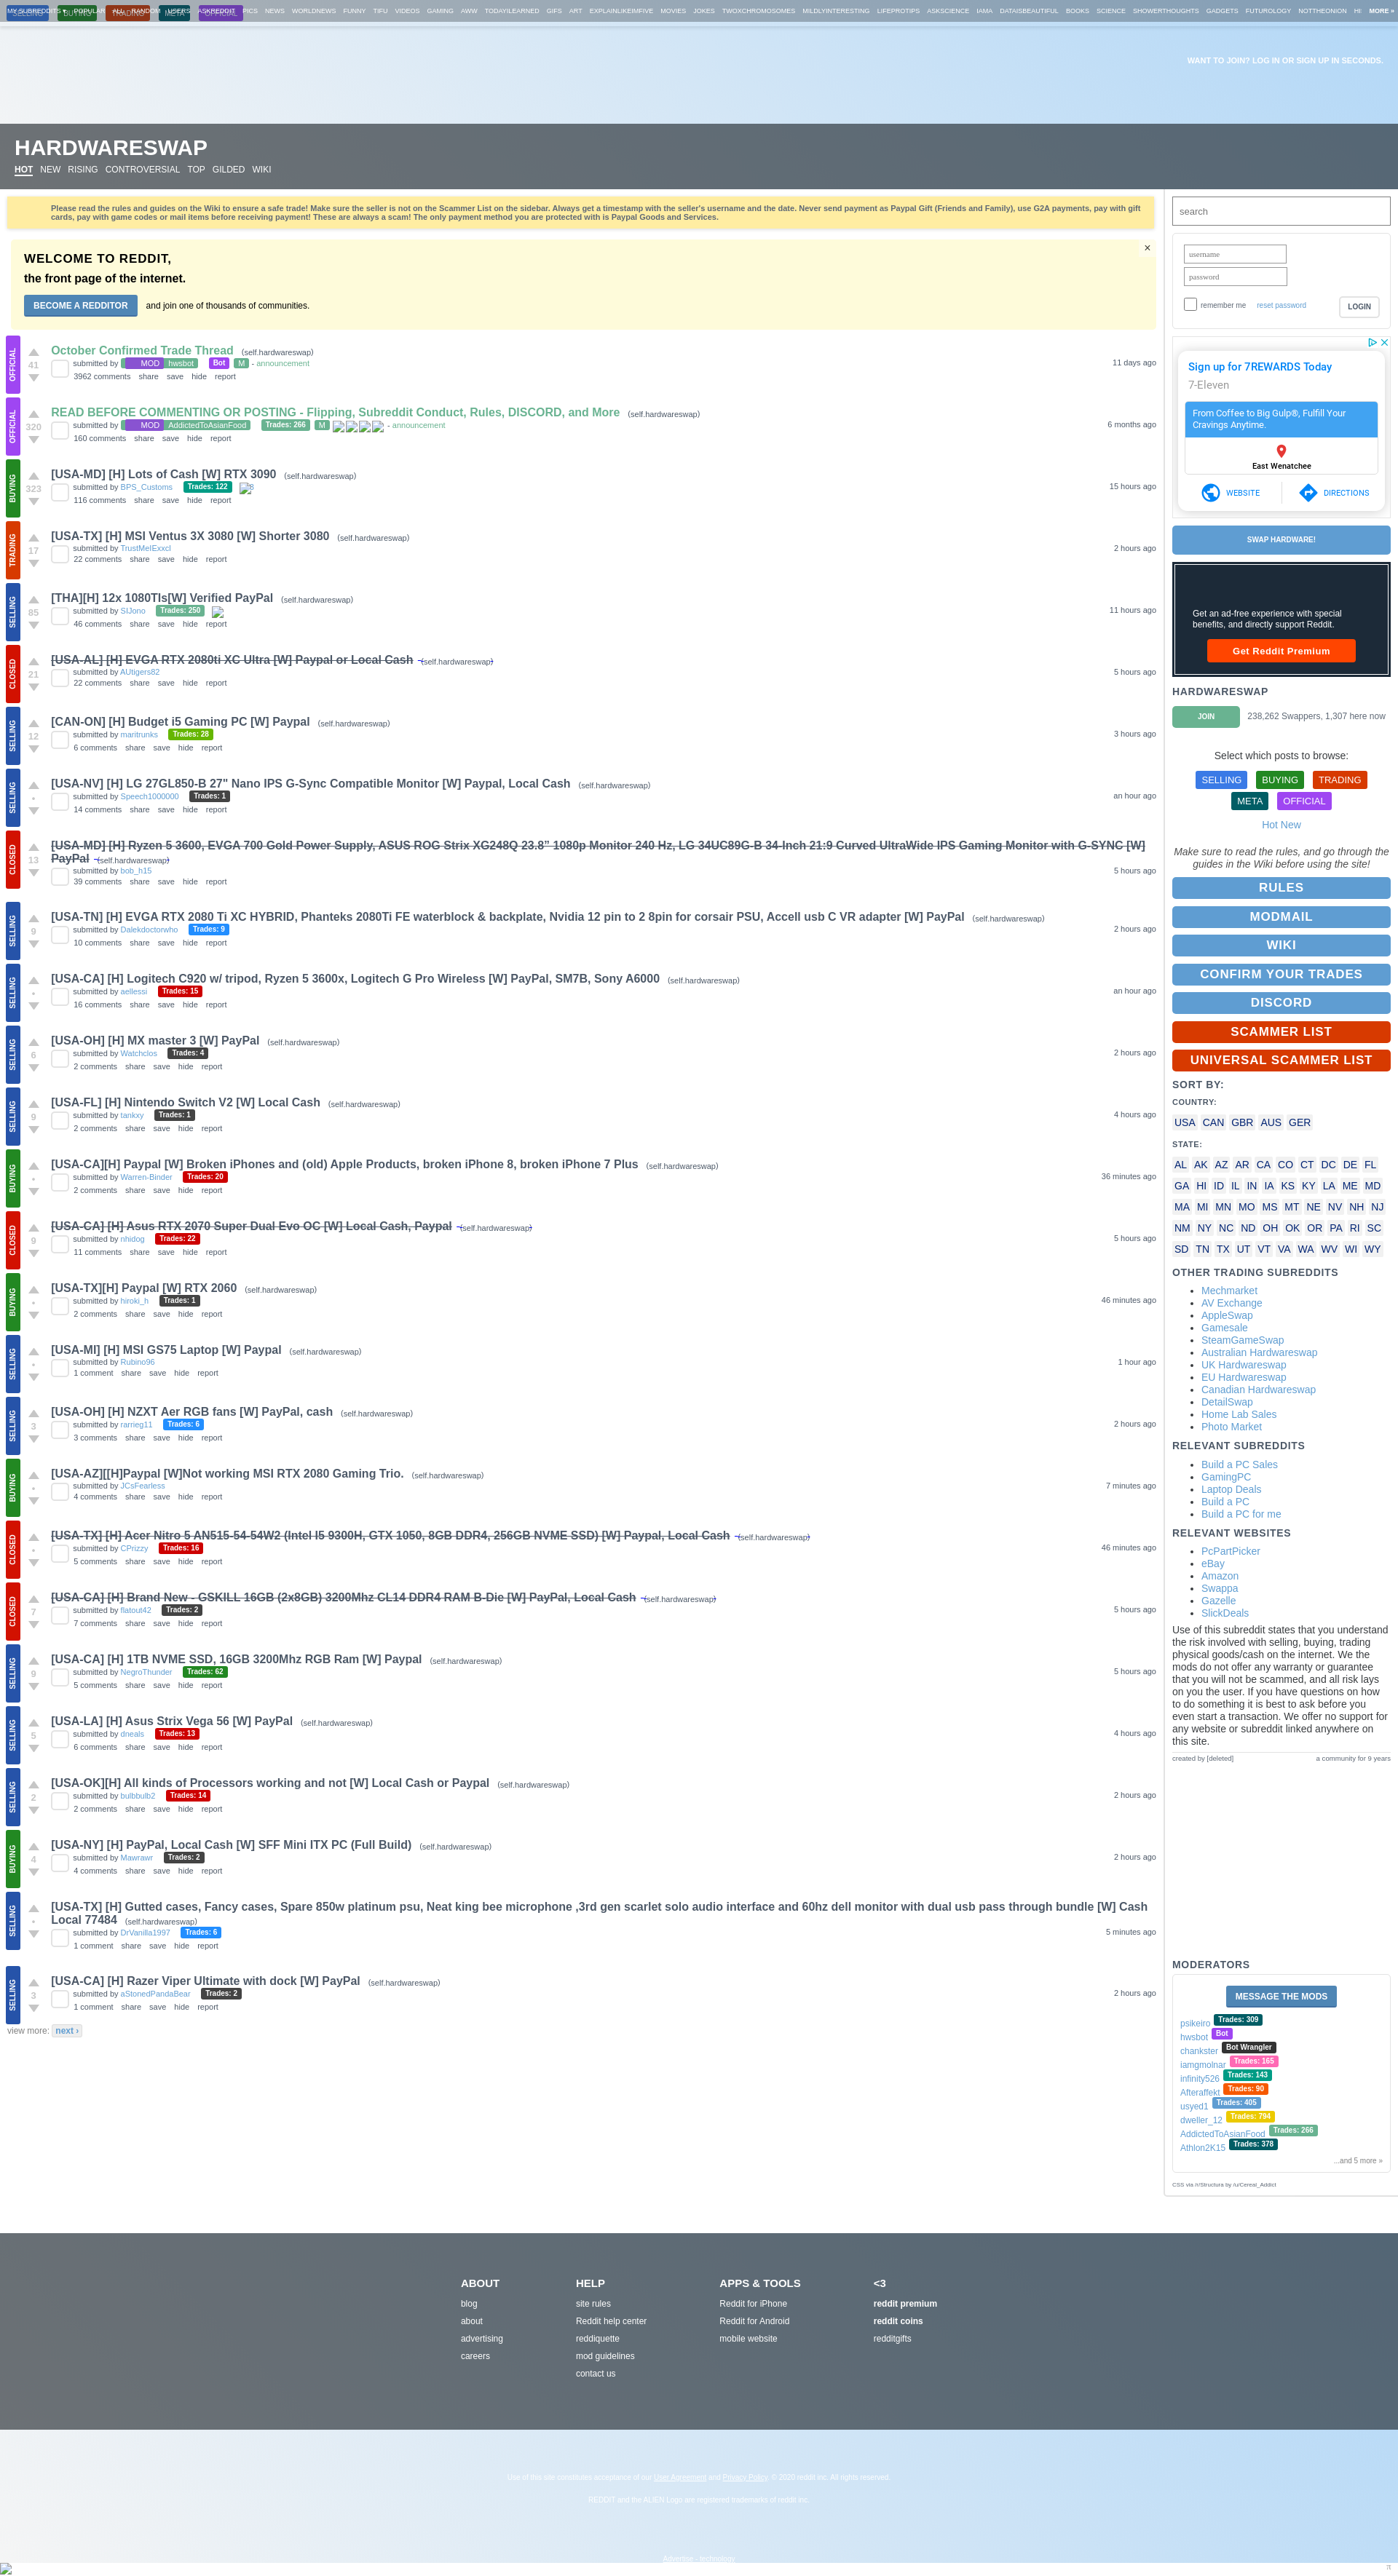 MY SUBREDDITS POPULAR ALL RANDOM USERS ASKREDDIT PICS NEWS WORLDNEWS FUNNY TIFU VIDEOS GAMING AWW TODAYILEARNED GIFS ART EXPLAINLIKEIMFIVE MOVIES JOKES TWOXCHROMOSOMES MILDLYINTERESTING LIFEPROTIPS ASKSCIENCE IAMA DATAISBEAUTIFUL BOOKS SCIENCE SHOWERTHOUGHTS GADGETS FUTUROLOGY NOTTHEONION MORE »
SELLING BUYING TRADING META OFFICIAL
WANT TO JOIN? LOG IN OR SIGN UP IN SECONDS.
HARDWARESWAP
HOT NEW RISING CONTROVERSIAL TOP GILDED WIKI
Please read the rules and guides on the Wiki to ensure a safe trade! Make sure the seller is not on the Scammer List on the sidebar. Always get a timestamp with the seller's username and the date. Never send payment as Paypal Gift (Friends and Family), use G2A payments, pay with gift
cards, pay with game codes or mail items before receiving payment! These are always a scam! The only payment method you are protected with is Paypal Goods and Services.
WELCOME TO REDDIT,
×
the front page of the internet.
BECOME A REDDITOR and join one of thousands of communities.
OFFICIAL
41
October Confirmed Trade Thread (self.hardwareswap)
submitted by MOD hwsbot Bot M - announcement
11 days ago
3962 comments share save hide report
OFFICIAL
320
READ BEFORE COMMENTING OR POSTING - Flipping, Subreddit Conduct, Rules, DISCORD, and More (self.hardwareswap)
submitted by MOD AddictedToAsianFood Trades: 266 M - announcement
6 months ago
160 comments share save hide report
BUYING
323
[USA-MD] [H] Lots of Cash [W] RTX 3090 (self.hardwareswap)
submitted by BPS_Customs Trades: 122 8
15 hours ago
116 comments share save hide report
TRADING
17
[USA-TX] [H] MSI Ventus 3X 3080 [W] Shorter 3080 (self.hardwareswap)
submitted by TrustMeIExxcl
2 hours ago
22 comments share save hide report
SELLING
85
[THA][H] 12x 1080TIs[W] Verified PayPal (self.hardwareswap)
submitted by SIJono Trades: 250
11 hours ago
46 comments share save hide report
CLOSED
21
[USA-AL] [H] EVGA RTX 2080ti XC Ultra [W] Paypal or Local Cash (self.hardwareswap)
submitted by AUtigers82
5 hours ago
22 comments share save hide report
SELLING
12
[CAN-ON] [H] Budget i5 Gaming PC [W] Paypal (self.hardwareswap)
submitted by maritrunks Trades: 28
3 hours ago
6 comments share save hide report
SELLING
•
[USA-NV] [H] LG 27GL850-B 27" Nano IPS G-Sync Compatible Monitor [W] Paypal, Local Cash (self.hardwareswap)
submitted by Speech1000000 Trades: 1
an hour ago
14 comments share save hide report
CLOSED
13
[USA-MD] [H] Ryzen 5 3600, EVGA 700 Gold Power Supply, ASUS ROG Strix XG248Q 23.8" 1080p Monitor 240 Hz, LG 34UC89G-B 34-Inch 21:9 Curved UltraWide IPS Gaming Monitor with G-SYNC [W]
PayPal (self.hardwareswap)
submitted by bob_h15
5 hours ago
39 comments share save hide report
SELLING
9
[USA-TN] [H] EVGA RTX 2080 Ti XC HYBRID, Phanteks 2080Ti FE waterblock & backplate, Nvidia 12 pin to 2 8pin for corsair PSU, Accell usb C VR adapter [W] PayPal (self.hardwareswap)
submitted by Dalekdoctorwho Trades: 9
2 hours ago
10 comments share save hide report
SELLING
•
[USA-CA] [H] Logitech C920 w/ tripod, Ryzen 5 3600x, Logitech G Pro Wireless [W] PayPal, SM7B, Sony A6000 (self.hardwareswap)
submitted by aellessi Trades: 15
an hour ago
16 comments share save hide report
SELLING
6
[USA-OH] [H] MX master 3 [W] PayPal (self.hardwareswap)
submitted by Watchclos Trades: 4
2 hours ago
2 comments share save hide report
SELLING
9
[USA-FL] [H] Nintendo Switch V2 [W] Local Cash (self.hardwareswap)
submitted by tankxy Trades: 1
4 hours ago
2 comments share save hide report
BUYING
•
[USA-CA][H] Paypal [W] Broken iPhones and (old) Apple Products, broken iPhone 8, broken iPhone 7 Plus (self.hardwareswap)
submitted by Warren-Binder Trades: 20
36 minutes ago
2 comments share save hide report
CLOSED
9
[USA-CA] [H] Asus RTX 2070 Super Dual Evo OC [W] Local Cash, Paypal (self.hardwareswap)
submitted by nhidog Trades: 22
5 hours ago
11 comments share save hide report
BUYING
•
[USA-TX][H] Paypal [W] RTX 2060 (self.hardwareswap)
submitted by hiroki_h Trades: 1
46 minutes ago
2 comments share save hide report
SELLING
•
[USA-MI] [H] MSI GS75 Laptop [W] Paypal (self.hardwareswap)
submitted by Rubino96
1 hour ago
1 comment share save hide report
SELLING
3
[USA-OH] [H] NZXT Aer RGB fans [W] PayPal, cash (self.hardwareswap)
submitted by rarrieg11 Trades: 6
2 hours ago
3 comments share save hide report
BUYING
•
[USA-AZ][[H]Paypal [W]Not working MSI RTX 2080 Gaming Trio. (self.hardwareswap)
submitted by JCsFearless
7 minutes ago
4 comments share save hide report
CLOSED
•
[USA-TX] [H] Acer Nitro 5 AN515-54-54W2 (Intel I5 9300H, GTX 1050, 8GB DDR4, 256GB NVME SSD) [W] Paypal, Local Cash (self.hardwareswap)
submitted by CPrizzy Trades: 16
46 minutes ago
5 comments share save hide report
CLOSED
7
[USA-CA] [H] Brand New - GSKILL 16GB (2x8GB) 3200Mhz CL14 DDR4 RAM B-Die [W] PayPal, Local Cash (self.hardwareswap)
submitted by flatout42 Trades: 2
5 hours ago
7 comments share save hide report
SELLING
9
[USA-CA] [H] 1TB NVME SSD, 16GB 3200Mhz RGB Ram [W] Paypal (self.hardwareswap)
submitted by NegroThunder Trades: 62
5 hours ago
5 comments share save hide report
SELLING
5
[USA-LA] [H] Asus Strix Vega 56 [W] PayPal (self.hardwareswap)
submitted by dneals Trades: 13
4 hours ago
6 comments share save hide report
SELLING
2
[USA-OK][H] All kinds of Processors working and not [W] Local Cash or Paypal (self.hardwareswap)
submitted by bulbbulb2 Trades: 14
2 hours ago
2 comments share save hide report
BUYING
4
[USA-NY] [H] PayPal, Local Cash [W] SFF Mini ITX PC (Full Build) (self.hardwareswap)
submitted by Mawrawr Trades: 2
2 hours ago
4 comments share save hide report
SELLING
•
[USA-TX] [H] Gutted cases, Fancy cases, Spare 850w platinum psu, Neat king bee microphone ,3rd gen scarlet solo audio interface and 60hz dell monitor with dual usb pass through bundle [W] Cash
Local 77484 (self.hardwareswap)
submitted by DrVanilla1997 Trades: 6
5 minutes ago
1 comment share save hide report
SELLING
3
[USA-CA] [H] Razer Viper Ultimate with dock [W] PayPal (self.hardwareswap)
submitted by aStonedPandaBear Trades: 2
2 hours ago
1 comment share save hide report
view more: next ›
search
username
password
remember me reset password LOGIN
Sign up for 7REWARDS Today
7-Eleven
From Coffee to Big Gulp®, Fulfill Your
Cravings Anytime.
East Wenatchee
WEBSITE DIRECTIONS
SWAP HARDWARE!
Get an ad-free experience with special
benefits, and directly support Reddit.
Get Reddit Premium
HARDWARESWAP
JOIN 238,262 Swappers, 1,307 here now
Select which posts to browse:
SELLING BUYING TRADING
META OFFICIAL
Hot New
Make sure to read the rules, and go through the
guides in the Wiki before using the site!
RULES
MODMAIL
WIKI
CONFIRM YOUR TRADES
DISCORD
SCAMMER LIST
UNIVERSAL SCAMMER LIST
SORT BY:
COUNTRY:
USA CAN GBR AUS GER
STATE:
AL AK AZ AR CA CO CT DC DE FL
GA HI ID IL IN IA KS KY LA ME MD
MA MI MN MO MS MT NE NV NH NJ
NM NY NC ND OH OK OR PA RI SC
SD TN TX UT VT VA WA WV WI WY
OTHER TRADING SUBREDDITS
• Mechmarket
• AV Exchange
• AppleSwap
• Gamesale
• SteamGameSwap
• Australian Hardwareswap
• UK Hardwareswap
• EU Hardwareswap
• Canadian Hardwareswap
• DetailSwap
• Home Lab Sales
• Photo Market
RELEVANT SUBREDDITS
• Build a PC Sales
• GamingPC
• Laptop Deals
• Build a PC
• Build a PC for me
RELEVANT WEBSITES
• PcPartPicker
• eBay
• Amazon
• Swappa
• Gazelle
• SlickDeals
Use of this subreddit states that you understand
the risk involved with selling, buying, trading
physical goods/cash on the internet. We the
mods do not offer any warranty or guarantee
that you will not be scammed, and all risk lays
on you the user. If you have questions on how
to do something it is best to ask before you
even start a transaction. We offer no support for
any website or subreddit linked anywhere on
this site.
created by [deleted] a community for 9 years
MODERATORS
MESSAGE THE MODS
psikeiro Trades: 309
hwsbot Bot
chankster Bot Wrangler
iamgmolnar Trades: 165
infinity526 Trades: 143
Afteraffekt Trades: 90
usyed1 Trades: 405
dweller_12 Trades: 794
AddictedToAsianFood Trades: 266
Athlon2K15 Trades: 378
...and 5 more »
CSS via /r/Structura by /u/Cereal_Addict
ABOUT
blog
about
advertising
careers
HELP
site rules
Reddit help center
reddiquette
mod guidelines
contact us
APPS & TOOLS
Reddit for iPhone
Reddit for Android
mobile website
<3
reddit premium
reddit coins
redditgifts
Use of this site constitutes acceptance of our User Agreement and Privacy Policy. © 2020 reddit inc. All rights reserved.
REDDIT and the ALIEN Logo are registered trademarks of reddit inc.
Advertise - technology
π